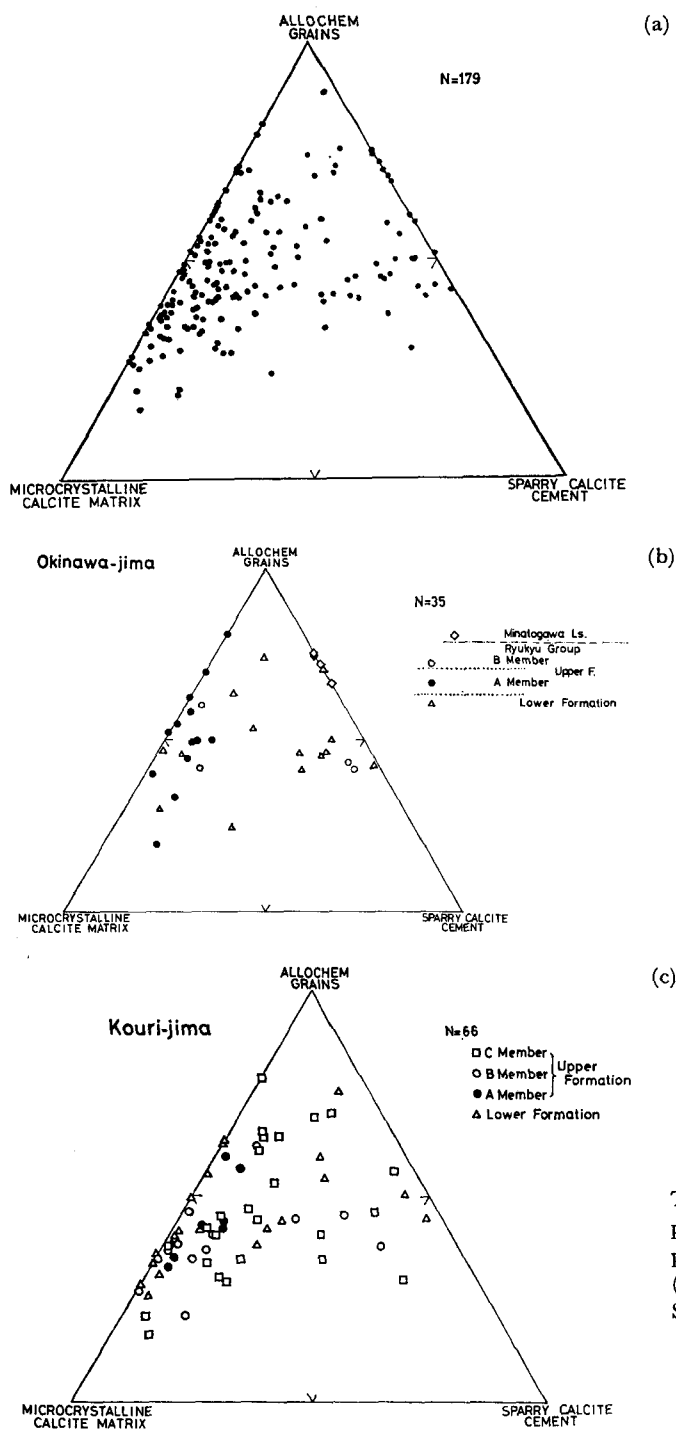 (a)
ALLOCHEM
GRAINS
N=179
MICROCRYSTALLINE
CALCITE MATRIX
SPARRY CALCITE
CEMENT
(b)
Okinawa-jima
ALLOCHEM
GRAINS
N=35
Minatogawa Ls.
Ryukyu Group
B Member
Upper F.
A Member
Lower Formation
MICROCRYSTALLINE
CALCITE MATRIX
SPARRY CALCITE
CEMENT
(c)
Kouri-jima
ALLOCHEM
GRAINS
N=66
C Member
B Member
Upper
Formation
A Member
Lower Formation
MICROCRYSTALLINE
CALCITE MATRIX
SPARRY CALCITE
CEMENT